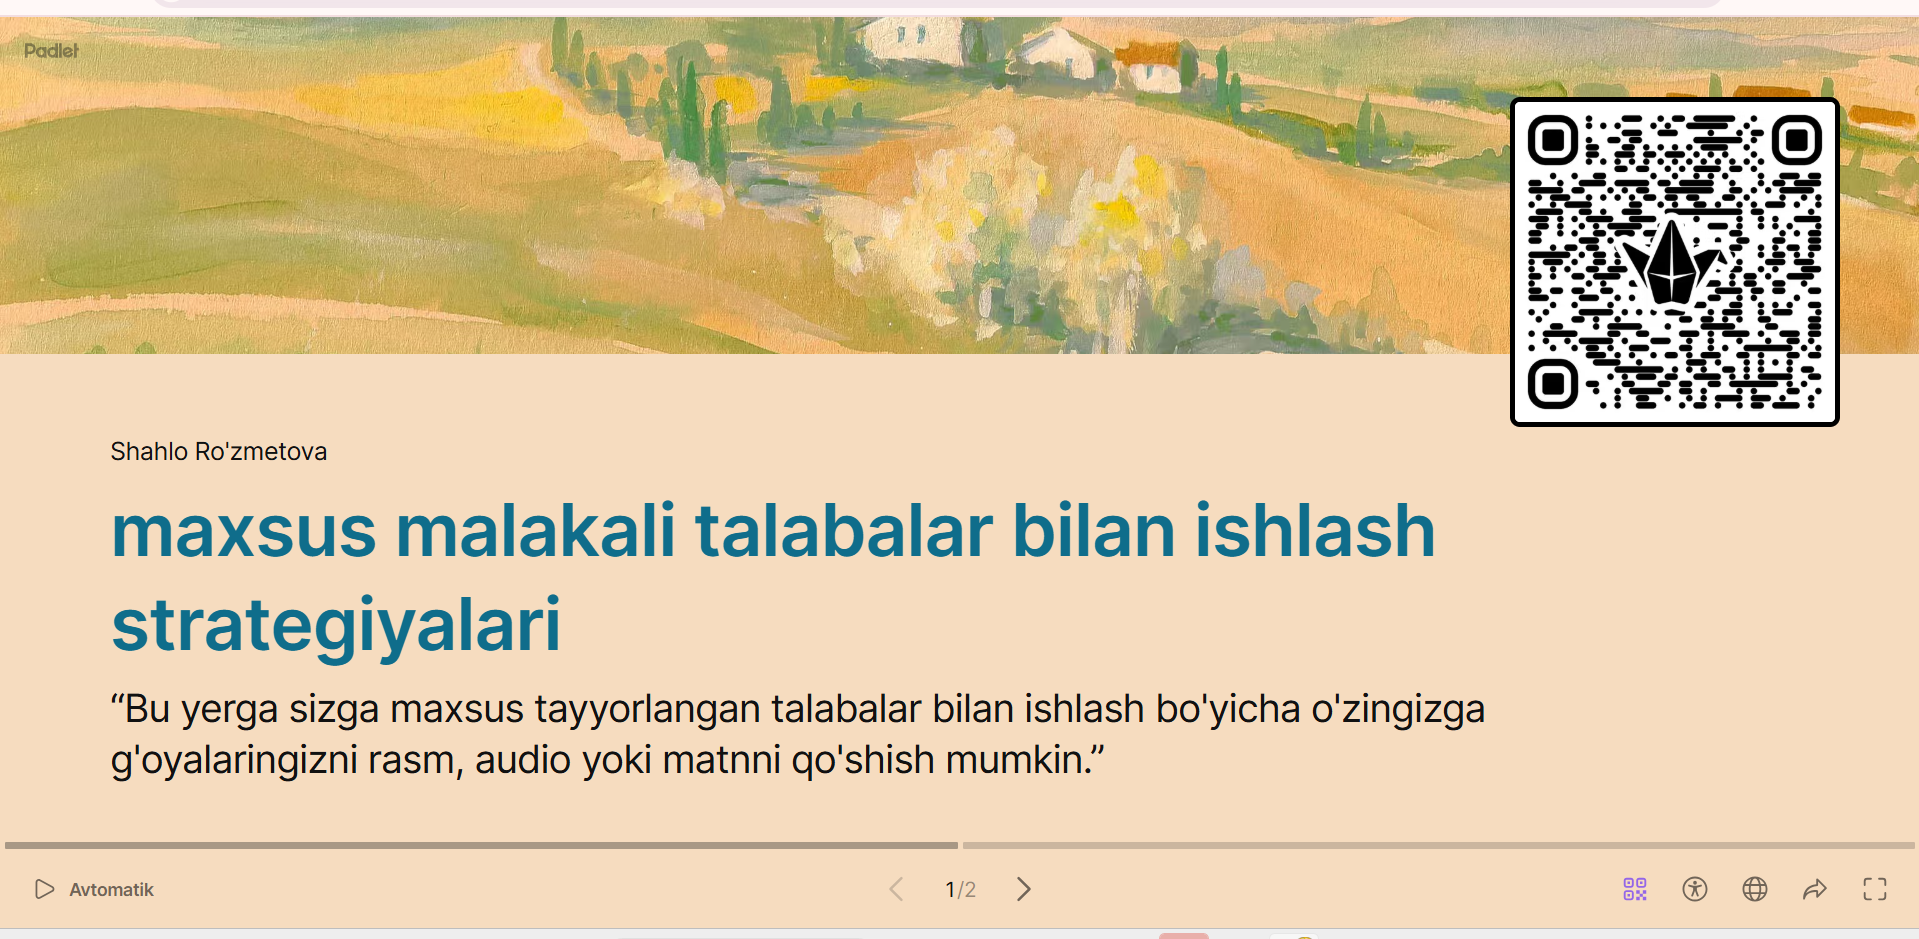 Padlet
Shahlo Ro'zmetova
maxsus malakali talabalar bilan ishlash
strategiyalari
“Bu yerga sizga maxsus tayyorlangan talabalar bilan ishlash bo'yicha o'zingizga
g'oyalaringizni rasm, audio yoki matnni qo'shish mumkin.”
Avtomatik
1/2